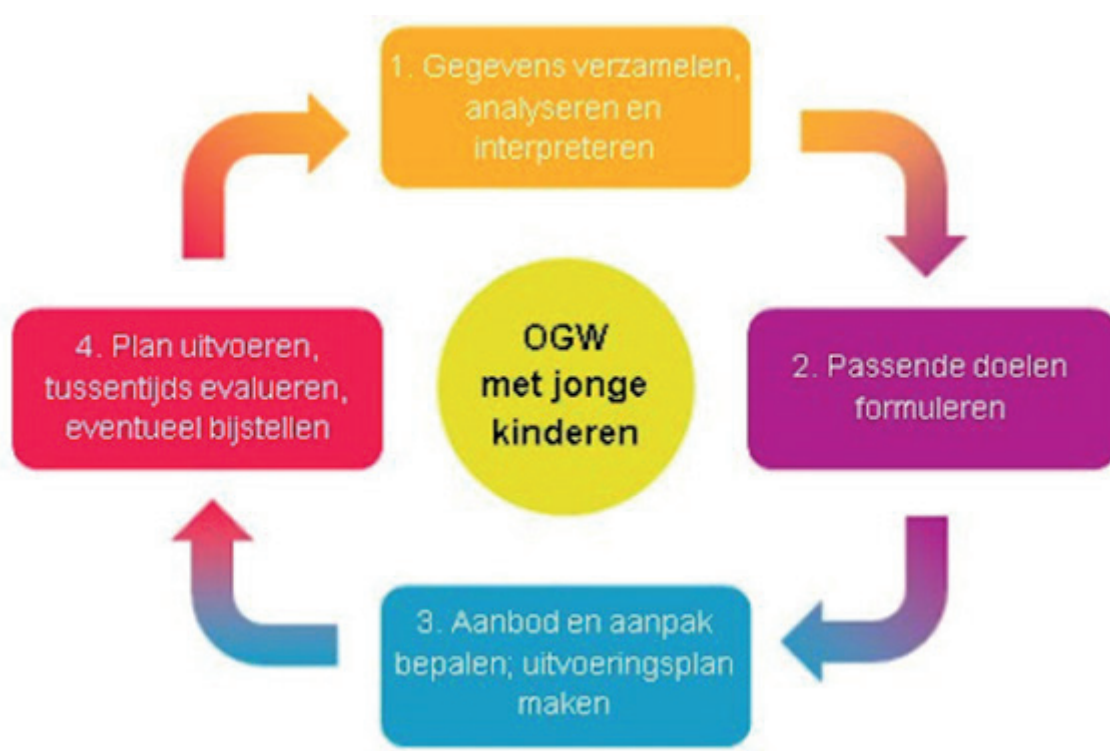 1. Gegevens verzamelen,
analyseren en
interpreteren
2. Passende doelen
formuleren
3. Aanbod en aanpak
bepalen; uitvoeringsplan
maken
4. Plan uitvoeren,
tussentijds evalueren,
eventueel bijstellen
OGW
met jonge
kinderen